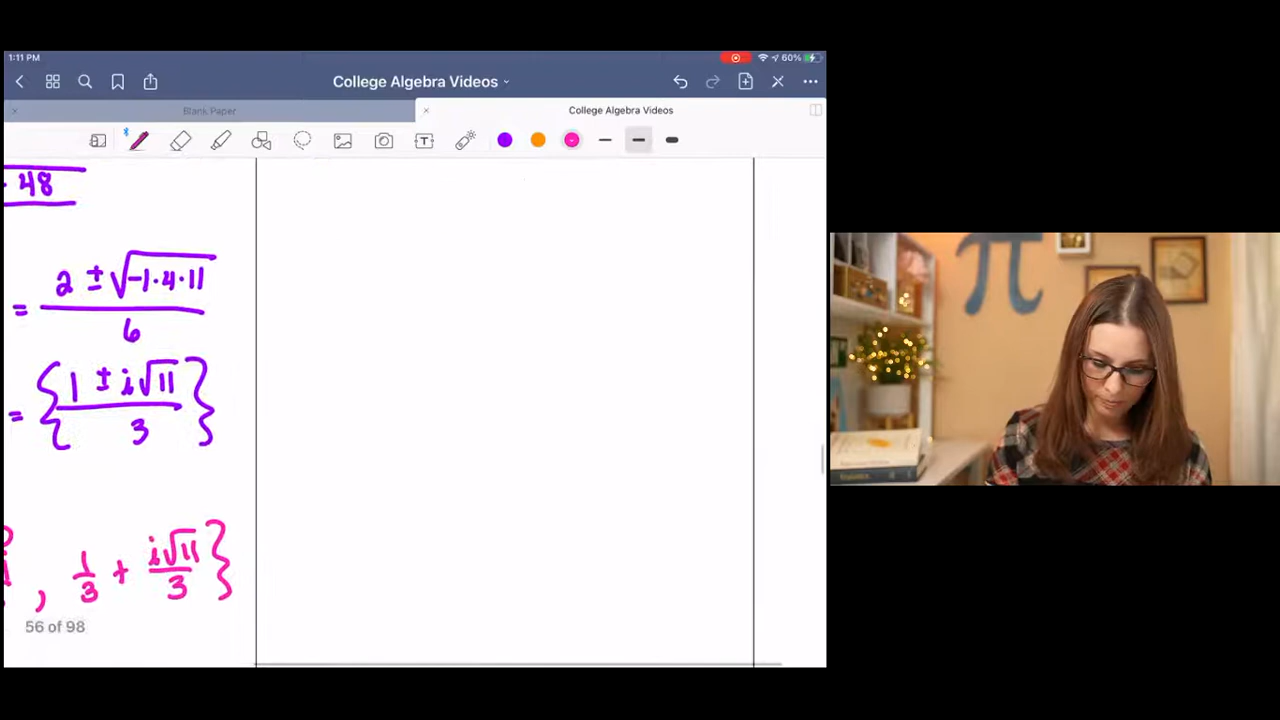 1:11 PM
60%
College Algebra Videos
Blank Paper
College Algebra Videos
T
48
= 2 ± √-1·4·11 / 6
= { 1 ± i√11 / 3 }
, 1/3 + i√11/3 }
56 of 98